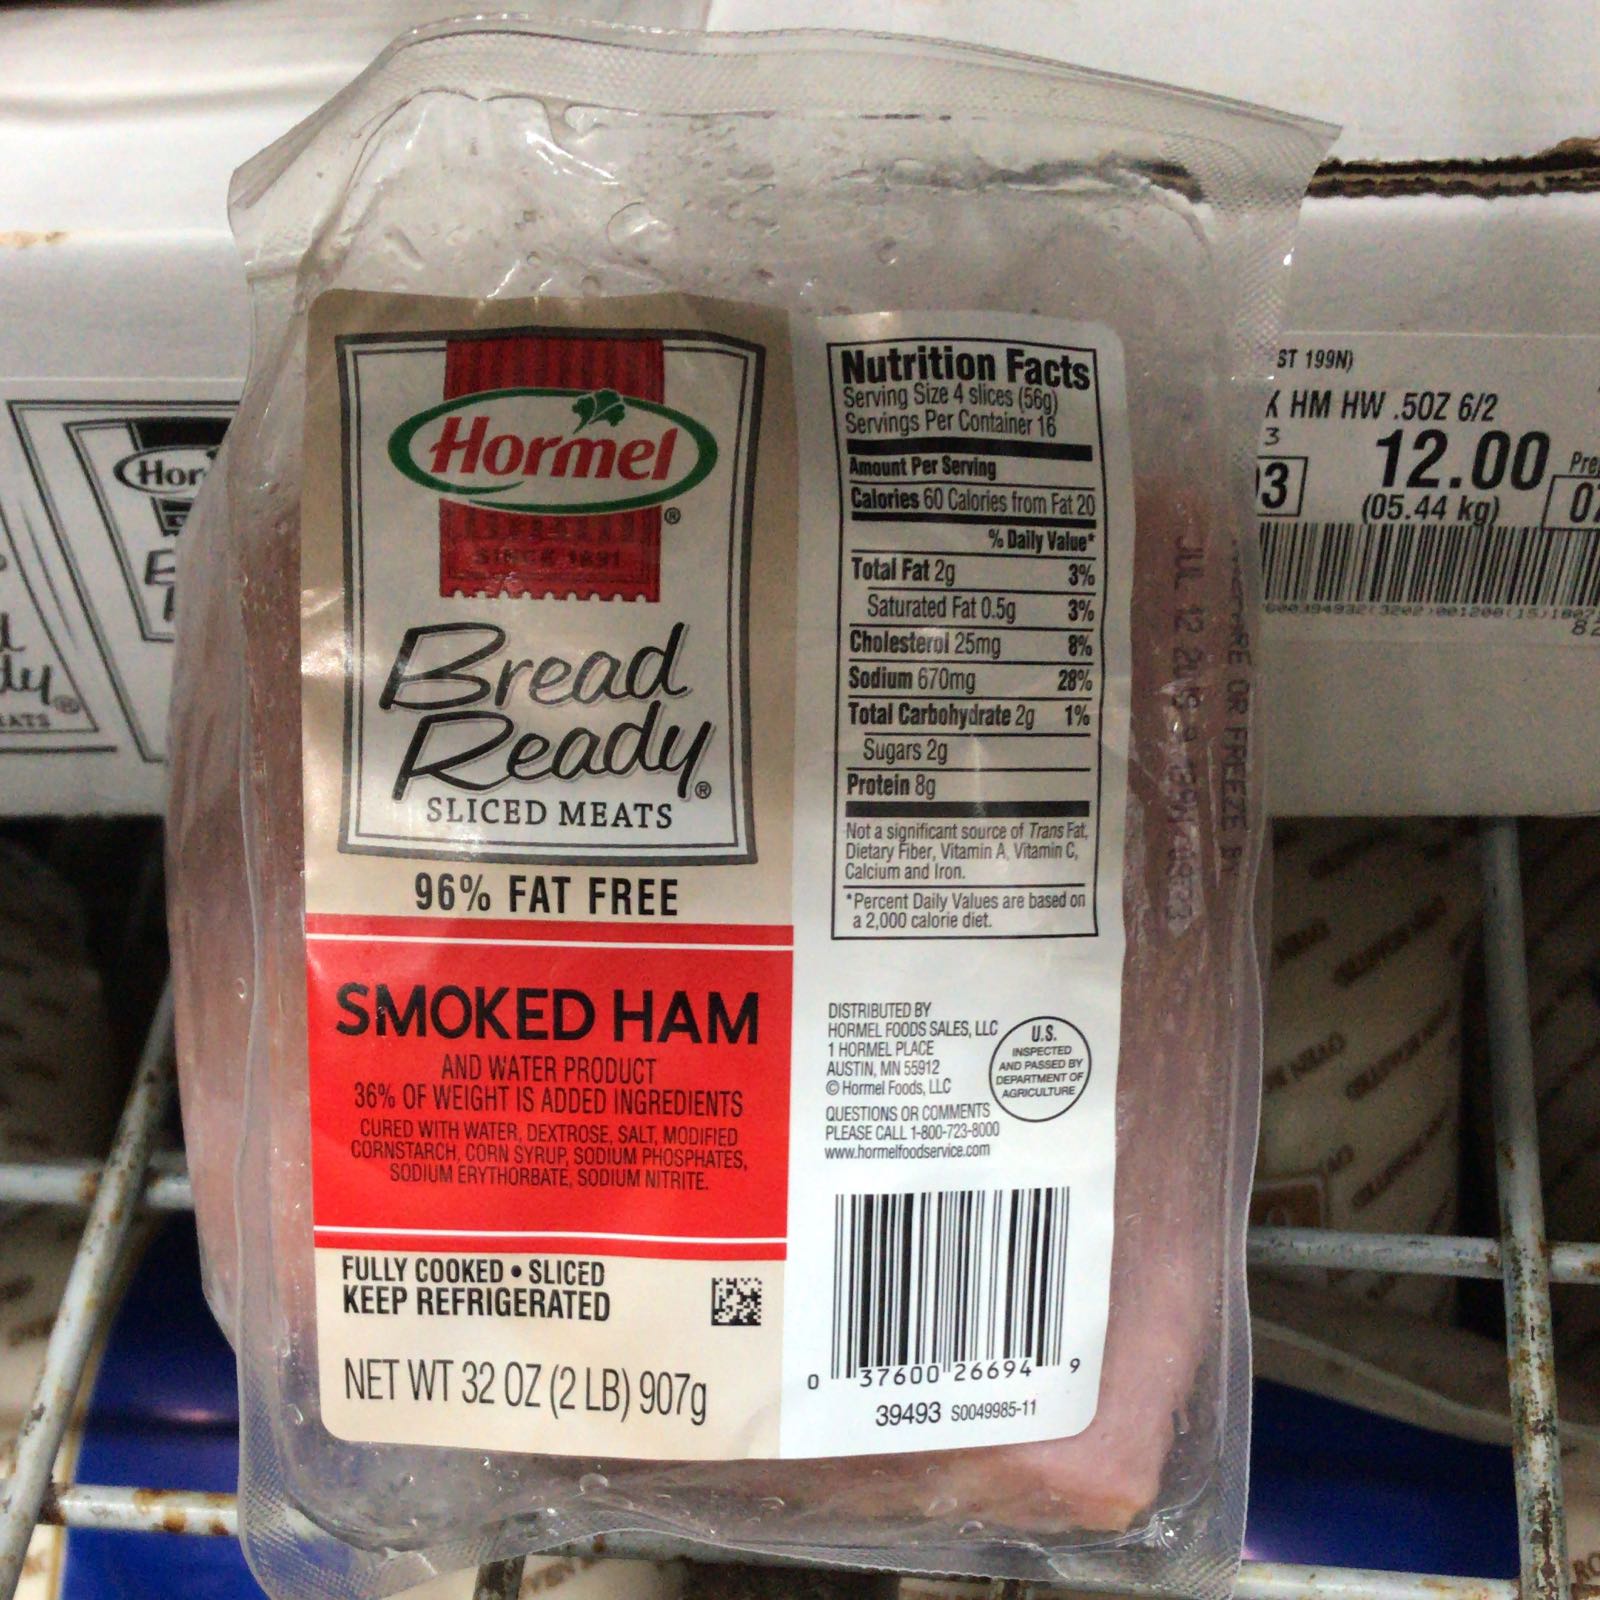 Hormel
®
SINCE 1891
Bread
Ready®
SLICED MEATS
96% FAT FREE
SMOKED HAM
AND WATER PRODUCT
36% OF WEIGHT IS ADDED INGREDIENTS
CURED WITH WATER, DEXTROSE, SALT, MODIFIED
CORNSTARCH, CORN SYRUP, SODIUM PHOSPHATES,
SODIUM ERYTHORBATE, SODIUM NITRITE.
FULLY COOKED • SLICED
KEEP REFRIGERATED
NET WT 32 OZ (2 LB) 907g
Nutrition Facts
Serving Size 4 slices (56g)
Servings Per Container 16
Amount Per Serving
Calories 60 Calories from Fat 20
% Daily Value*
Total Fat 2g 3%
Saturated Fat 0.5g 3%
Cholesterol 25mg 8%
Sodium 670mg 28%
Total Carbohydrate 2g 1%
Sugars 2g
Protein 8g
Not a significant source of Trans Fat,
Dietary Fiber, Vitamin A, Vitamin C,
Calcium and Iron.
*Percent Daily Values are based on
a 2,000 calorie diet.
DISTRIBUTED BY
HORMEL FOODS SALES, LLC
1 HORMEL PLACE
AUSTIN, MN 55912
© Hormel Foods, LLC
U.S.
INSPECTED
AND PASSED BY
DEPARTMENT OF
AGRICULTURE
QUESTIONS OR COMMENTS
PLEASE CALL 1-800-723-8000
www.hormelfoodservice.com
0 37600 26694 9
39493 S0049985-11
OR FREEZE BY
JUL 12
ST 199N)
HM HW .5OZ 6/2
3
12.00
(05.44 kg)
93
07
Hor